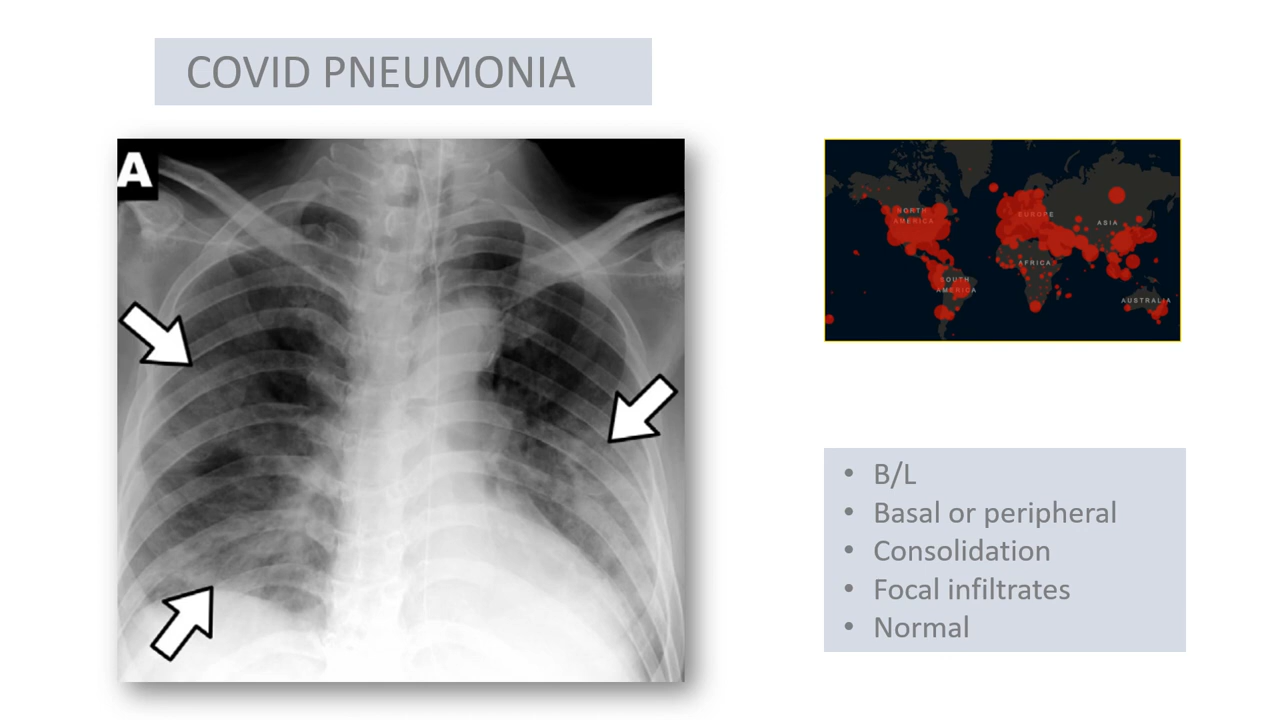 COVID PNEUMONIA
A
NORTH
AMERICA
EUROPE
ASIA
AFRICA
SOUTH
AMERICA
AUSTRALIA
• B/L
• Basal or peripheral
• Consolidation
• Focal infiltrates
• Normal